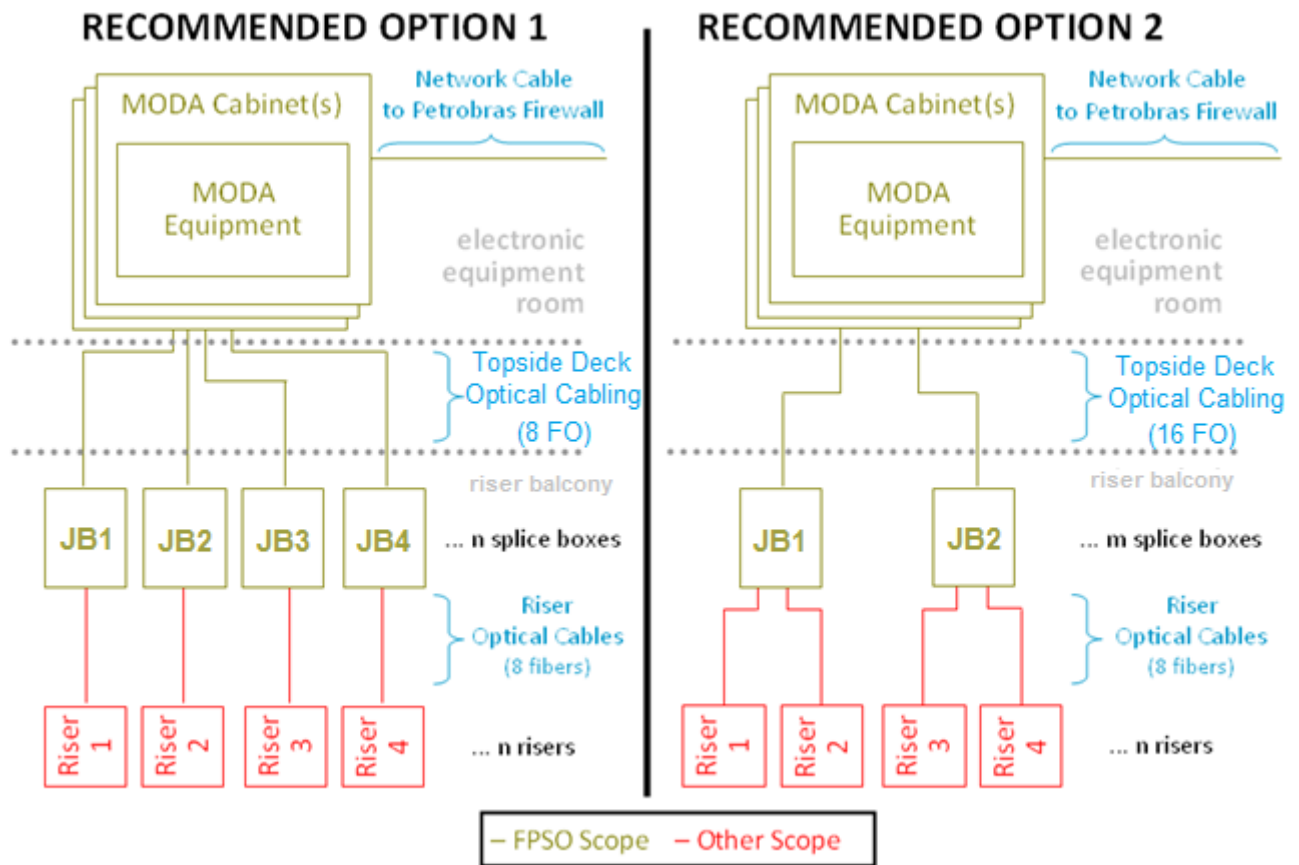 RECOMMENDED OPTION 1
MODA Cabinet(s)
MODA
Equipment
Network Cable
to Petrobras Firewall
electronic
equipment
room
Topside Deck
Optical Cabling
(8 FO)
riser balcony
JB1
JB2
JB3
JB4
... n splice boxes
Riser
Optical Cables
(8 fibers)
Riser
1
Riser
2
Riser
3
Riser
4
... n risers
RECOMMENDED OPTION 2
MODA Cabinet(s)
MODA
Equipment
Network Cable
to Petrobras Firewall
electronic
equipment
room
Topside Deck
Optical Cabling
(16 FO)
riser balcony
JB1
JB2
... m splice boxes
Riser
Optical Cables
(8 fibers)
Riser
1
Riser
2
Riser
3
Riser
4
... n risers
– FPSO Scope – Other Scope